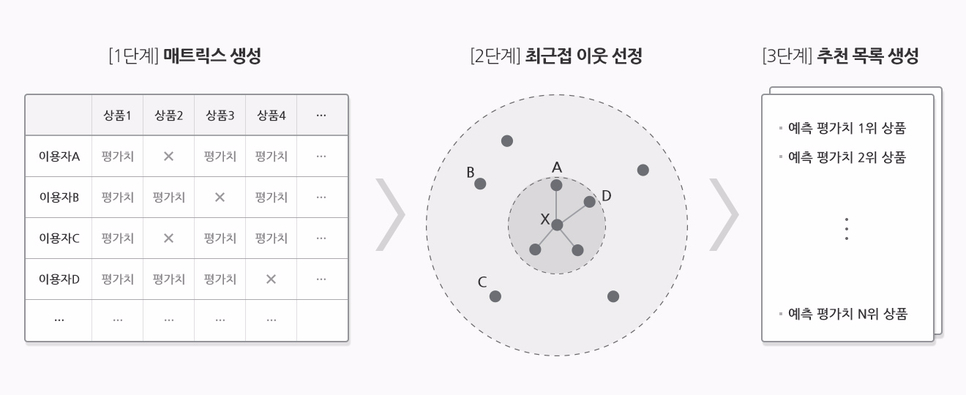 [1단계] 매트릭스 생성
상품1 상품2 상품3 상품4 ...
이용자A 평가치 × 평가치 평가치 ...
이용자B 평가치 평가치 × 평가치 ...
이용자C 평가치 × 평가치 평가치 ...
이용자D 평가치 평가치 평가치 × ...
... ... ... ... ... ...
[2단계] 최근접 이웃 선정
A
B
D
X
C
[3단계] 추천 목록 생성
• 예측 평가치 1위 상품
• 예측 평가치 2위 상품
⋮
• 예측 평가치 N위 상품